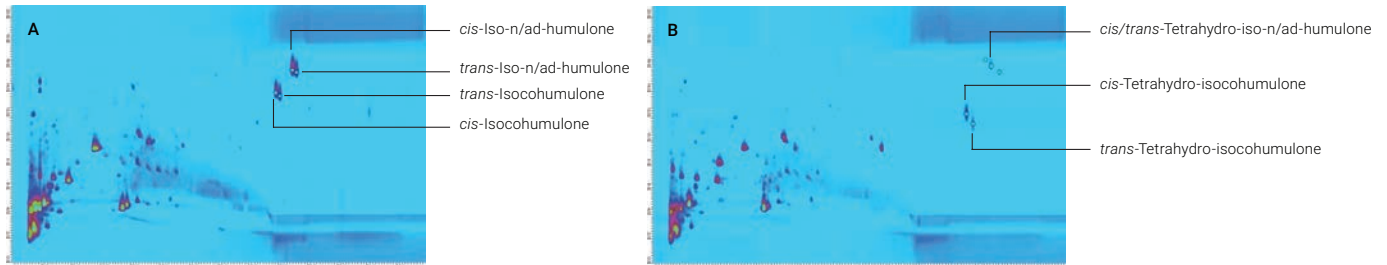 A
cis-Iso-n/ad-humulone
trans-Iso-n/ad-humulone
trans-Isocohumulone
cis-Isocohumulone
B
cis/trans-Tetrahydro-iso-n/ad-humulone
cis-Tetrahydro-isocohumulone
trans-Tetrahydro-isocohumulone